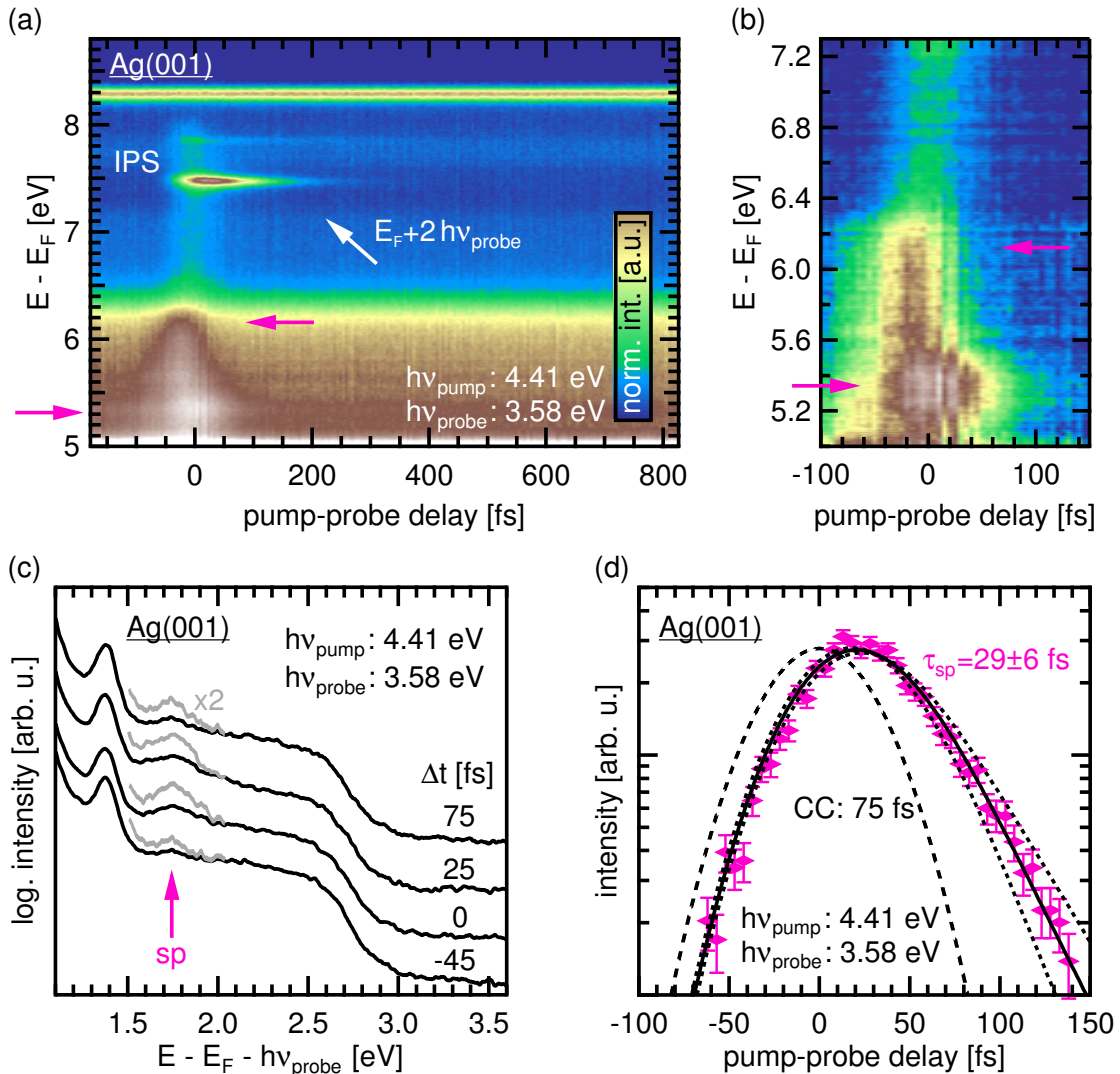 (a)
Ag(001)
IPS
E_F+2 hν_probe
hν_pump: 4.41 eV
hν_probe: 3.58 eV
norm. int. [a.u.]
E - E_F [eV]
8
7
6
5
0 200 400 600 800
pump-probe delay [fs]
(b)
E - E_F [eV]
7.2
6.8
6.4
6.0
5.6
5.2
-100 0 100
pump-probe delay [fs]
(c)
Ag(001)
hν_pump: 4.41 eV
hν_probe: 3.58 eV
x2
Δt [fs]
75
25
0
-45
sp
log. intensity [arb. u.]
1.5 2.0 2.5 3.0 3.5
E - E_F - hν_probe [eV]
(d)
Ag(001)
τ_sp=29±6 fs
CC: 75 fs
hν_pump: 4.41 eV
hν_probe: 3.58 eV
intensity [arb. u.]
-100 -50 0 50 100 150
pump-probe delay [fs]